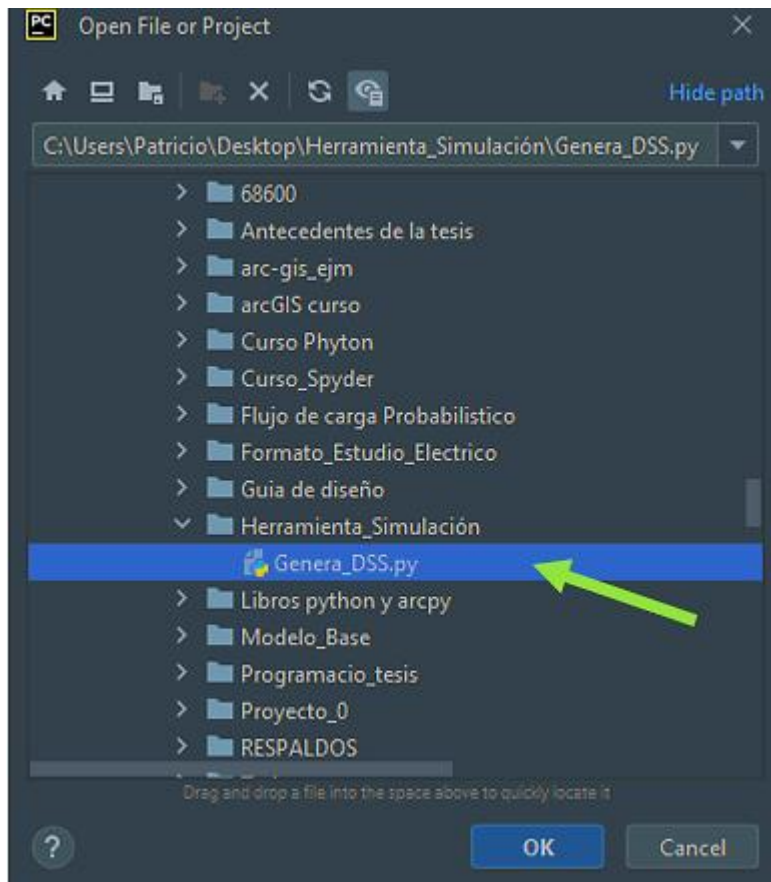 PC
Open File or Project
Hide path
C:\Users\Patricio\Desktop\Herramienta_Simulación\Genera_DSS.py
68600
Antecedentes de la tesis
arc-gis_ejm
arcGIS curso
Curso Phyton
Curso_Spyder
Flujo de carga Probabilistico
Formato_Estudio_Electrico
Guia de diseño
Herramienta_Simulación
Genera_DSS.py
Libros python y arcpy
Modelo_Base
Programacio_tesis
Proyecto_0
RESPALDOS
Drag and drop a file into the space above to quickly locate it
?
OK
Cancel